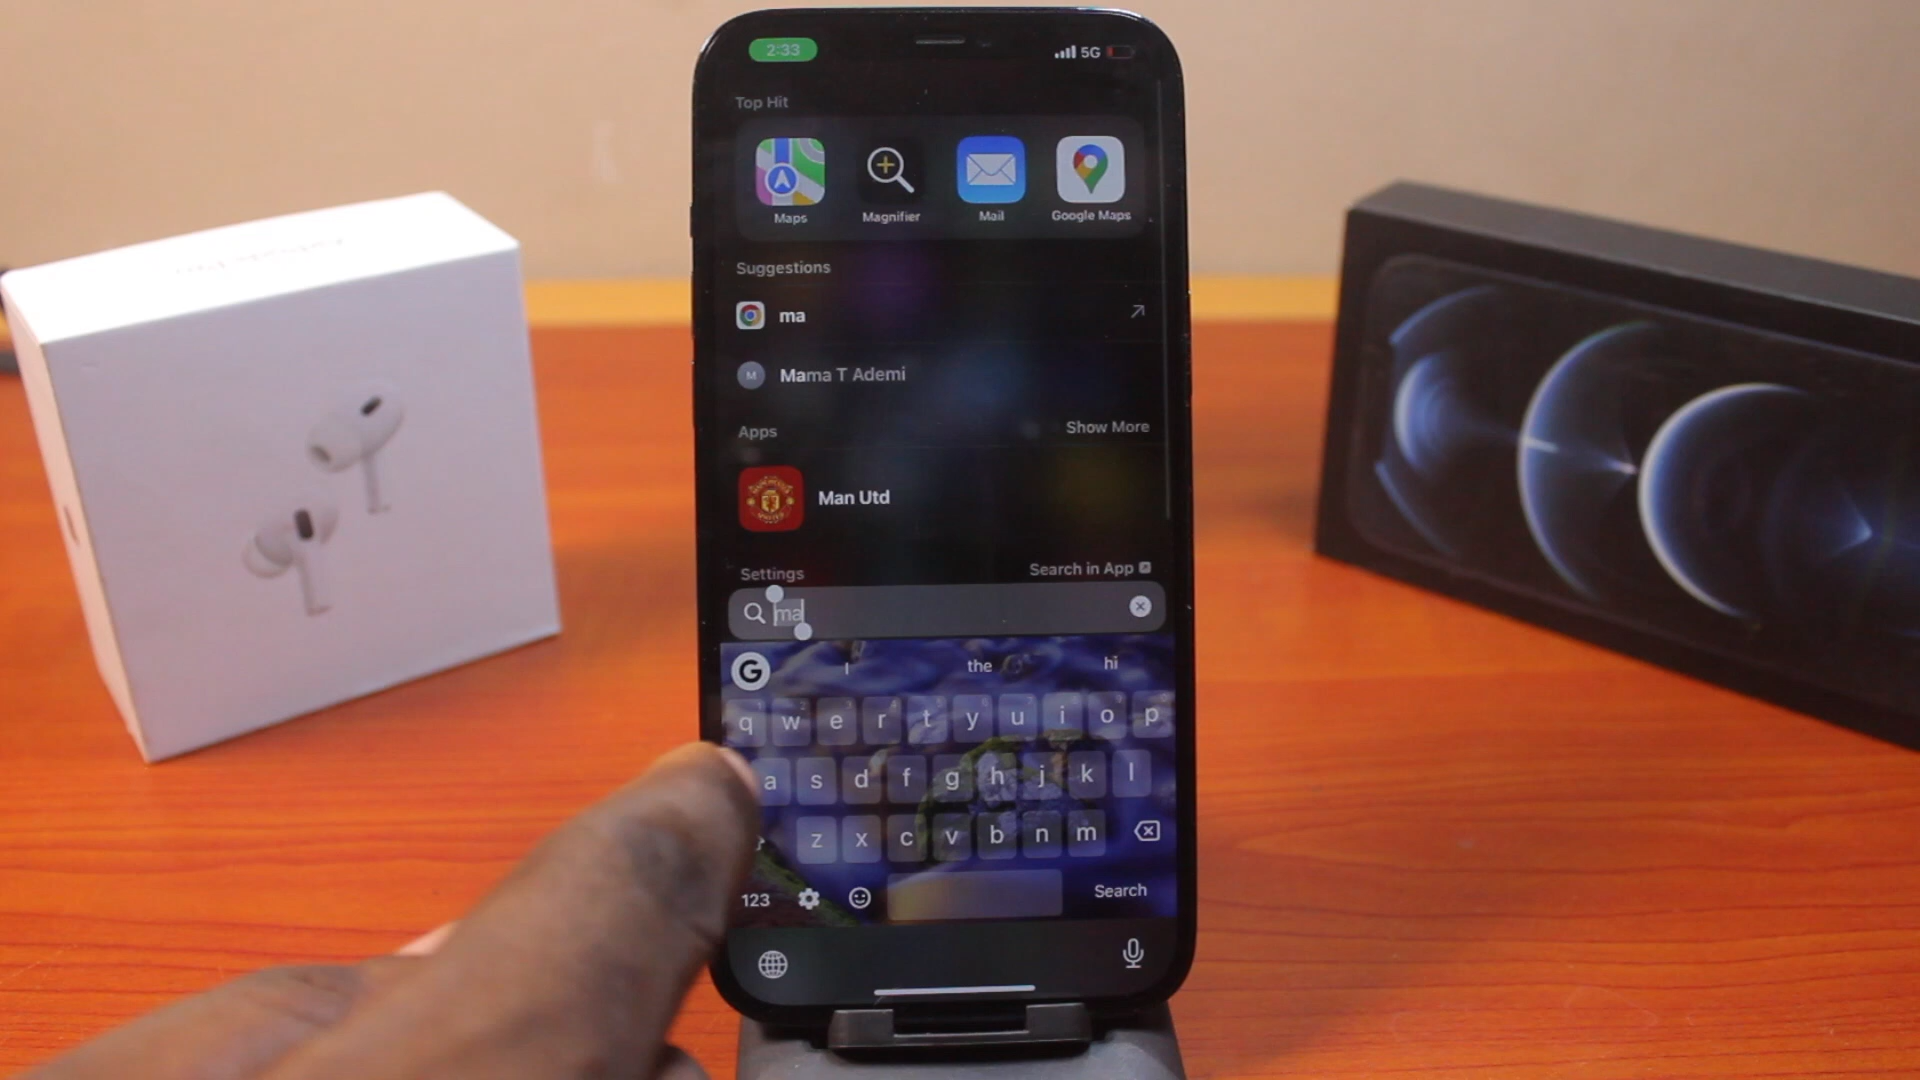 2:33
5G
Top Hit
Maps
Magnifier
Mail
Google Maps
Suggestions
ma
M
Mama T Ademi
Apps
Show More
Man Utd
Settings
Search in App
ma
G
I
the
hi
q w e r t y u i o p
a s d f g h j k l
z x c v b n m
123
Search